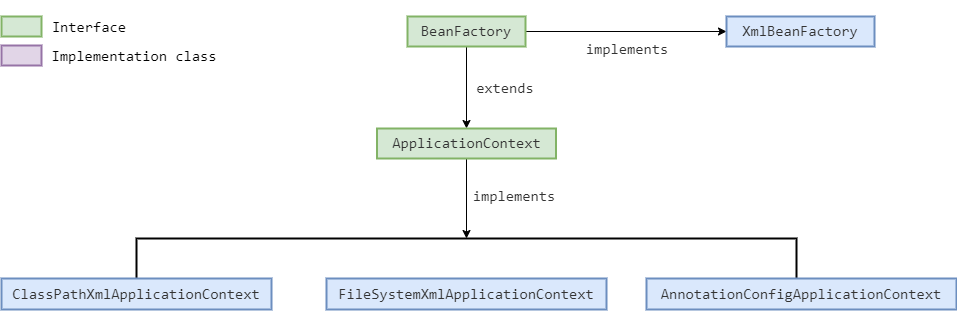 Interface
Implementation class
BeanFactory
implements
XmlBeanFactory
extends
ApplicationContext
implements
ClassPathXmlApplicationContext
FileSystemXmlApplicationContext
AnnotationConfigApplicationContext